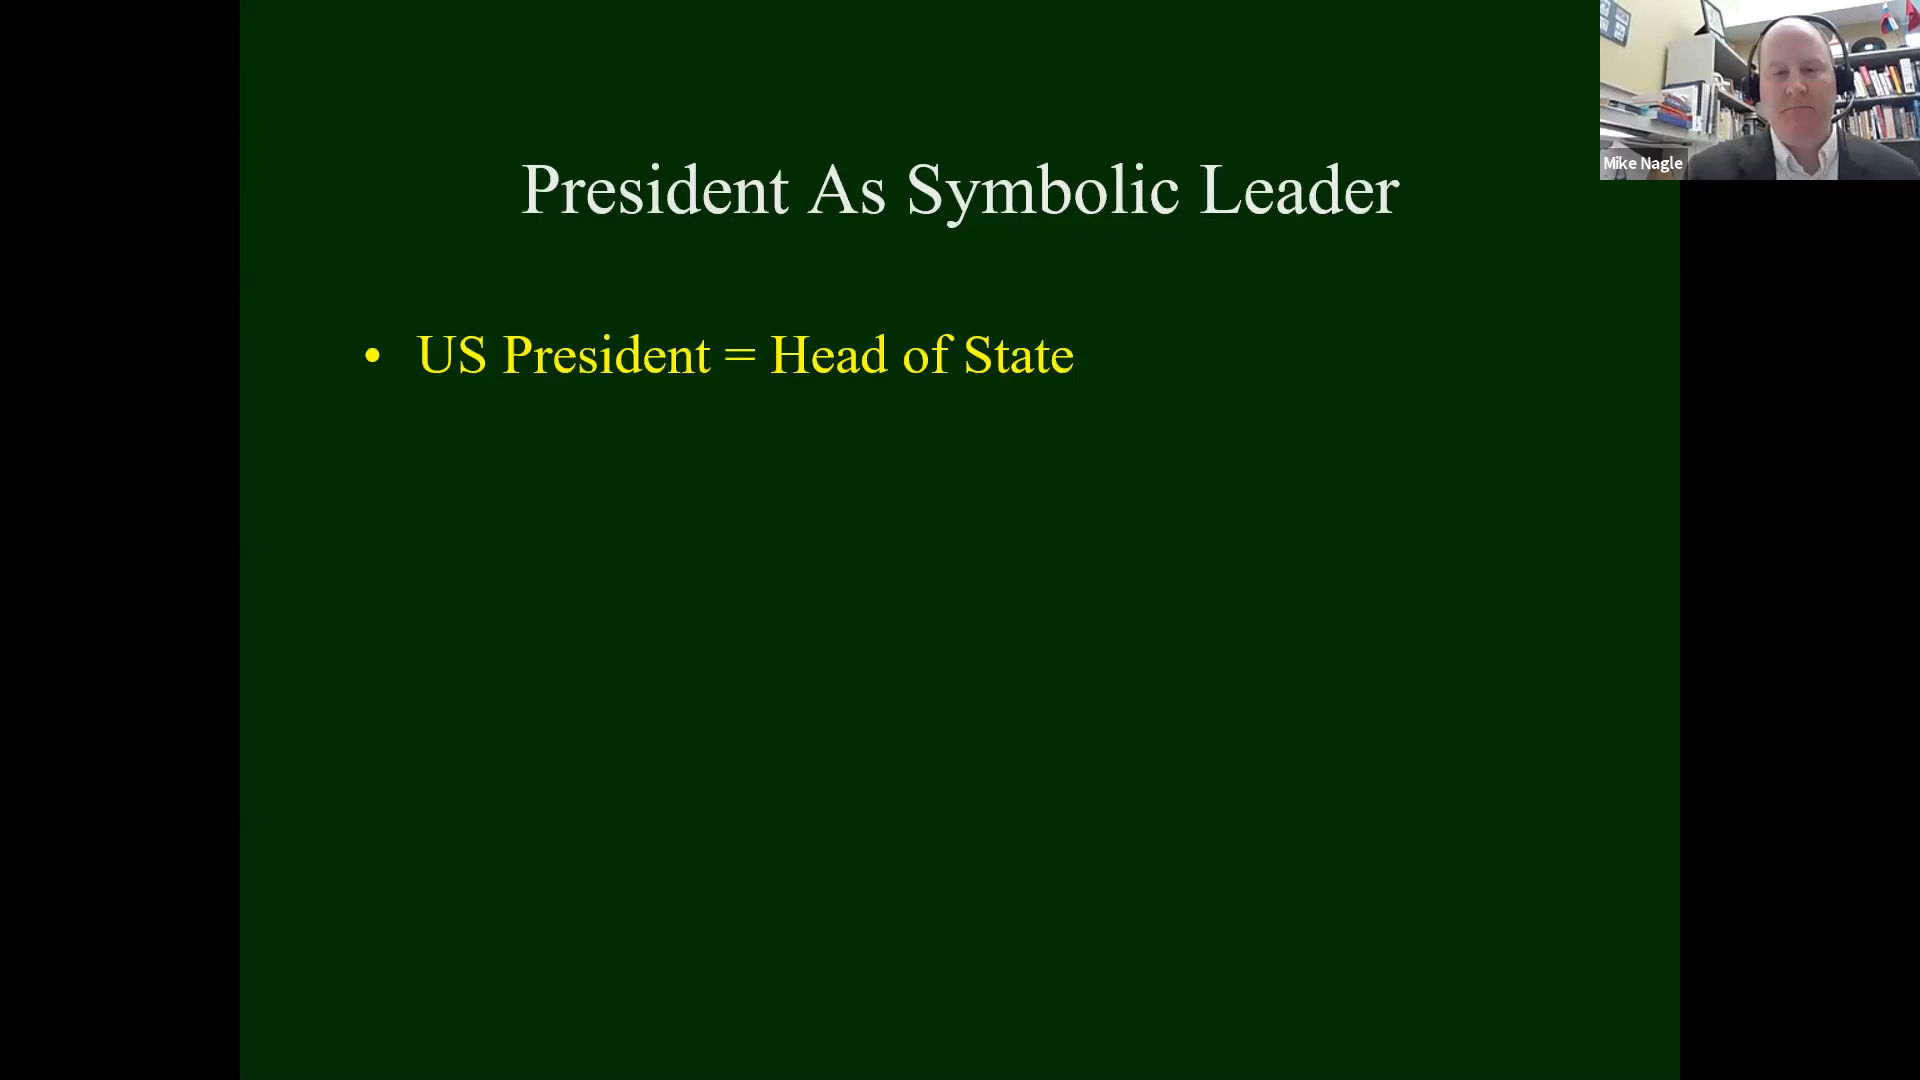 President As Symbolic Leader
• US President = Head of State
Mike Nagle